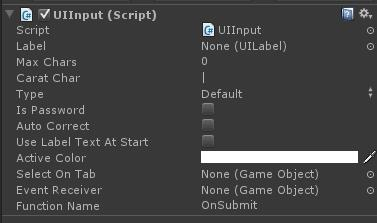 UIInput (Script)
Script UIInput
Label None (UILabel)
Max Chars 0
Carat Char |
Type Default
Is Password
Auto Correct
Use Label Text At Start
Active Color
Select On Tab None (Game Object)
Event Receiver None (Game Object)
Function Name OnSubmit